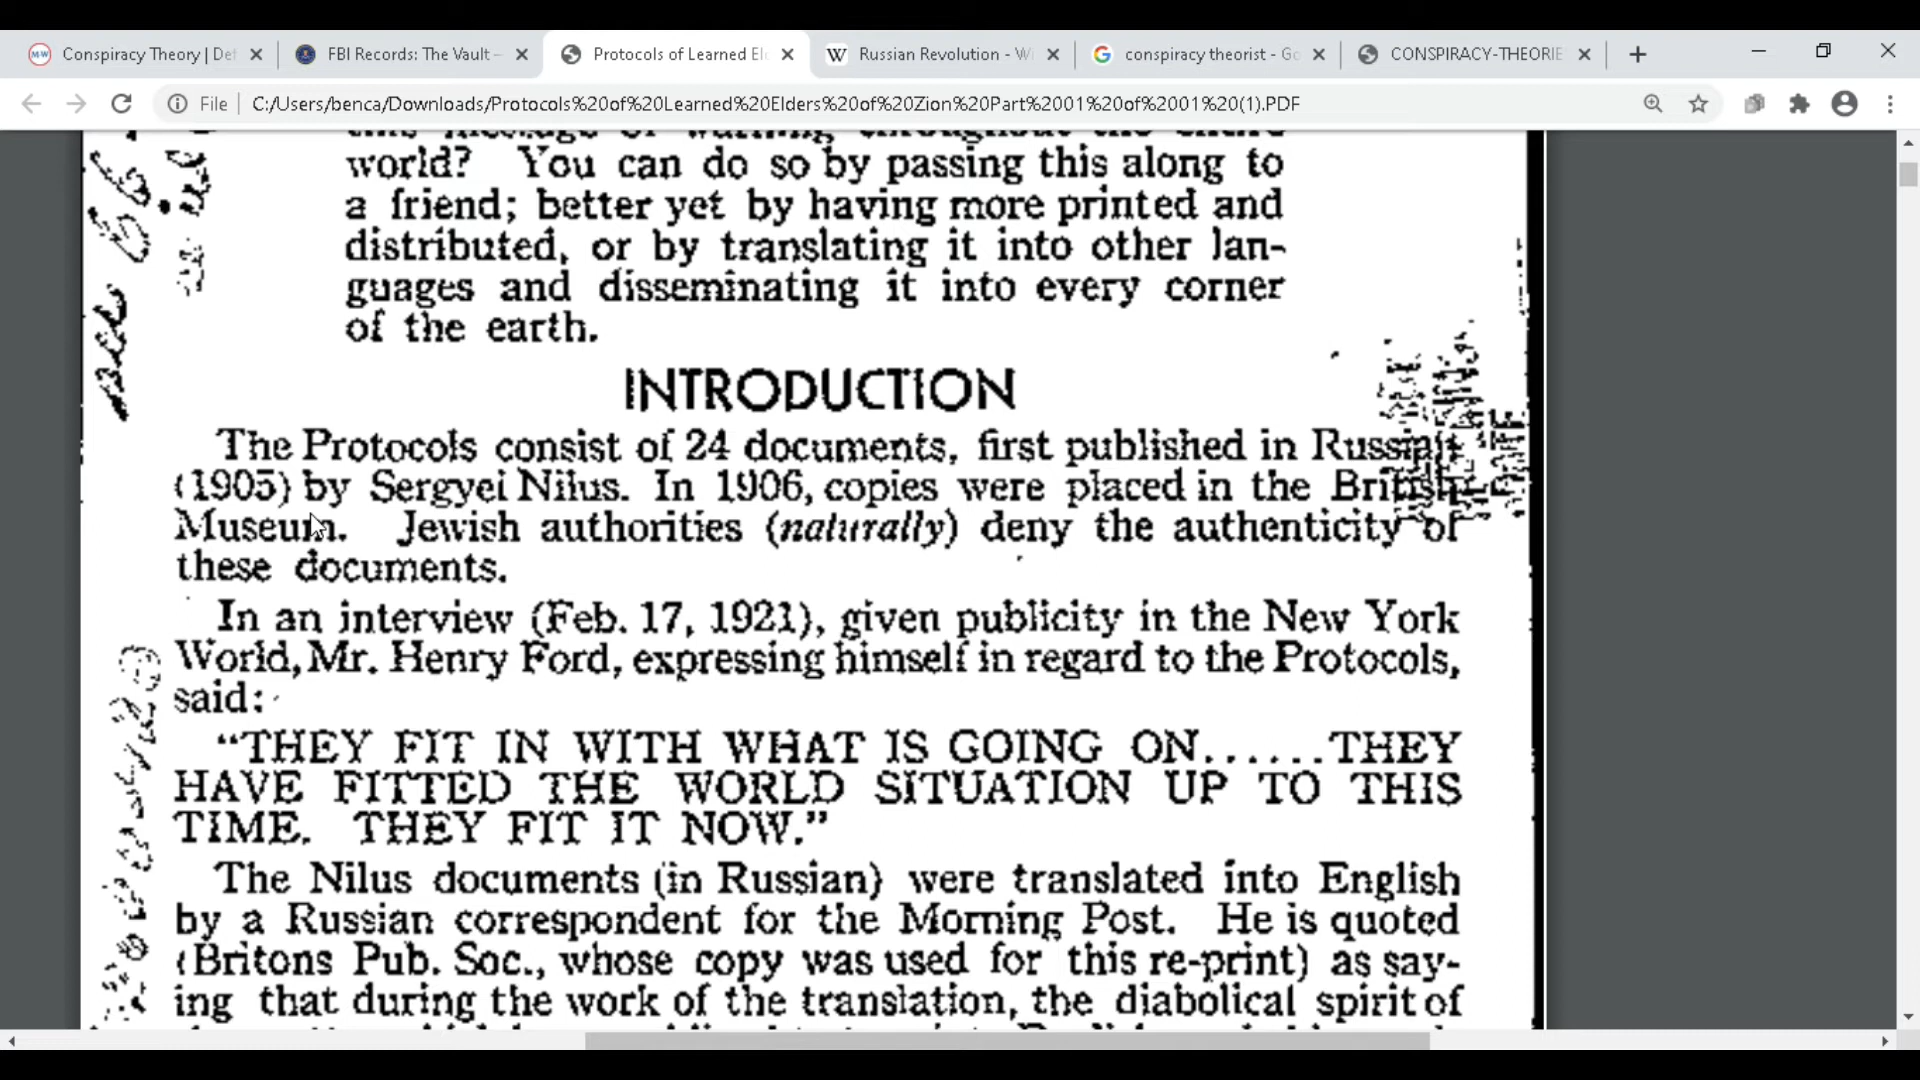 Conspiracy Theory | Def
FBI Records: The Vault –
Protocols of Learned El
Russian Revolution - Wi
conspiracy theorist - Go
CONSPIRACY-THEORIE
File
C:/Users/benca/Downloads/Protocols%20of%20Learned%20Elders%20of%20Zion%20Part%2001%20of%2001%20(1).PDF
this message of warning throughout the entire
world? You can do so by passing this along to
a friend; better yet by having more printed and
distributed, or by translating it into other lan-
guages and disseminating it into every corner
of the earth.
INTRODUCTION
The Protocols consist of 24 documents, first published in Russian
(1905) by Sergyei Nilus. In 1906, copies were placed in the British
Museum. Jewish authorities (naturally) deny the authenticity of
these documents.
In an interview (Feb. 17, 1921), given publicity in the New York
World, Mr. Henry Ford, expressing himself in regard to the Protocols,
said:
"THEY FIT IN WITH WHAT IS GOING ON......THEY
HAVE FITTED THE WORLD SITUATION UP TO THIS
TIME. THEY FIT IT NOW."
The Nilus documents (in Russian) were translated into English
by a Russian correspondent for the Morning Post. He is quoted
(Britons Pub. Soc., whose copy was used for this re-print) as say-
ing that during the work of the translation, the diabolical spirit of